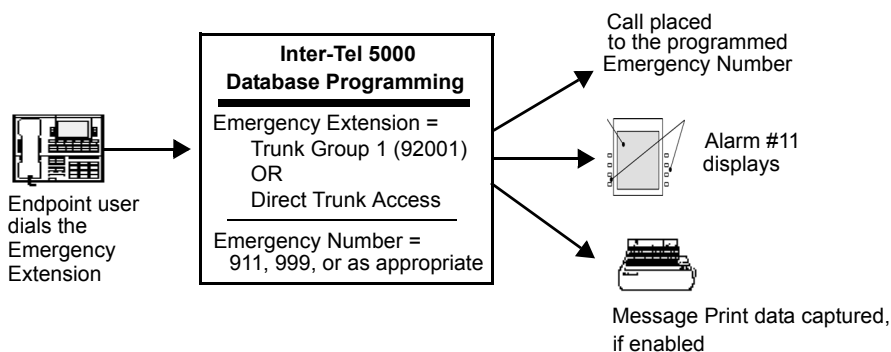 Endpoint user
dials the
Emergency
Extension
Inter-Tel 5000
Database Programming
Emergency Extension =
Trunk Group 1 (92001)
OR
Direct Trunk Access
Emergency Number =
911, 999, or as appropriate
Call placed
to the programmed
Emergency Number
Alarm #11
displays
Message Print data captured,
if enabled